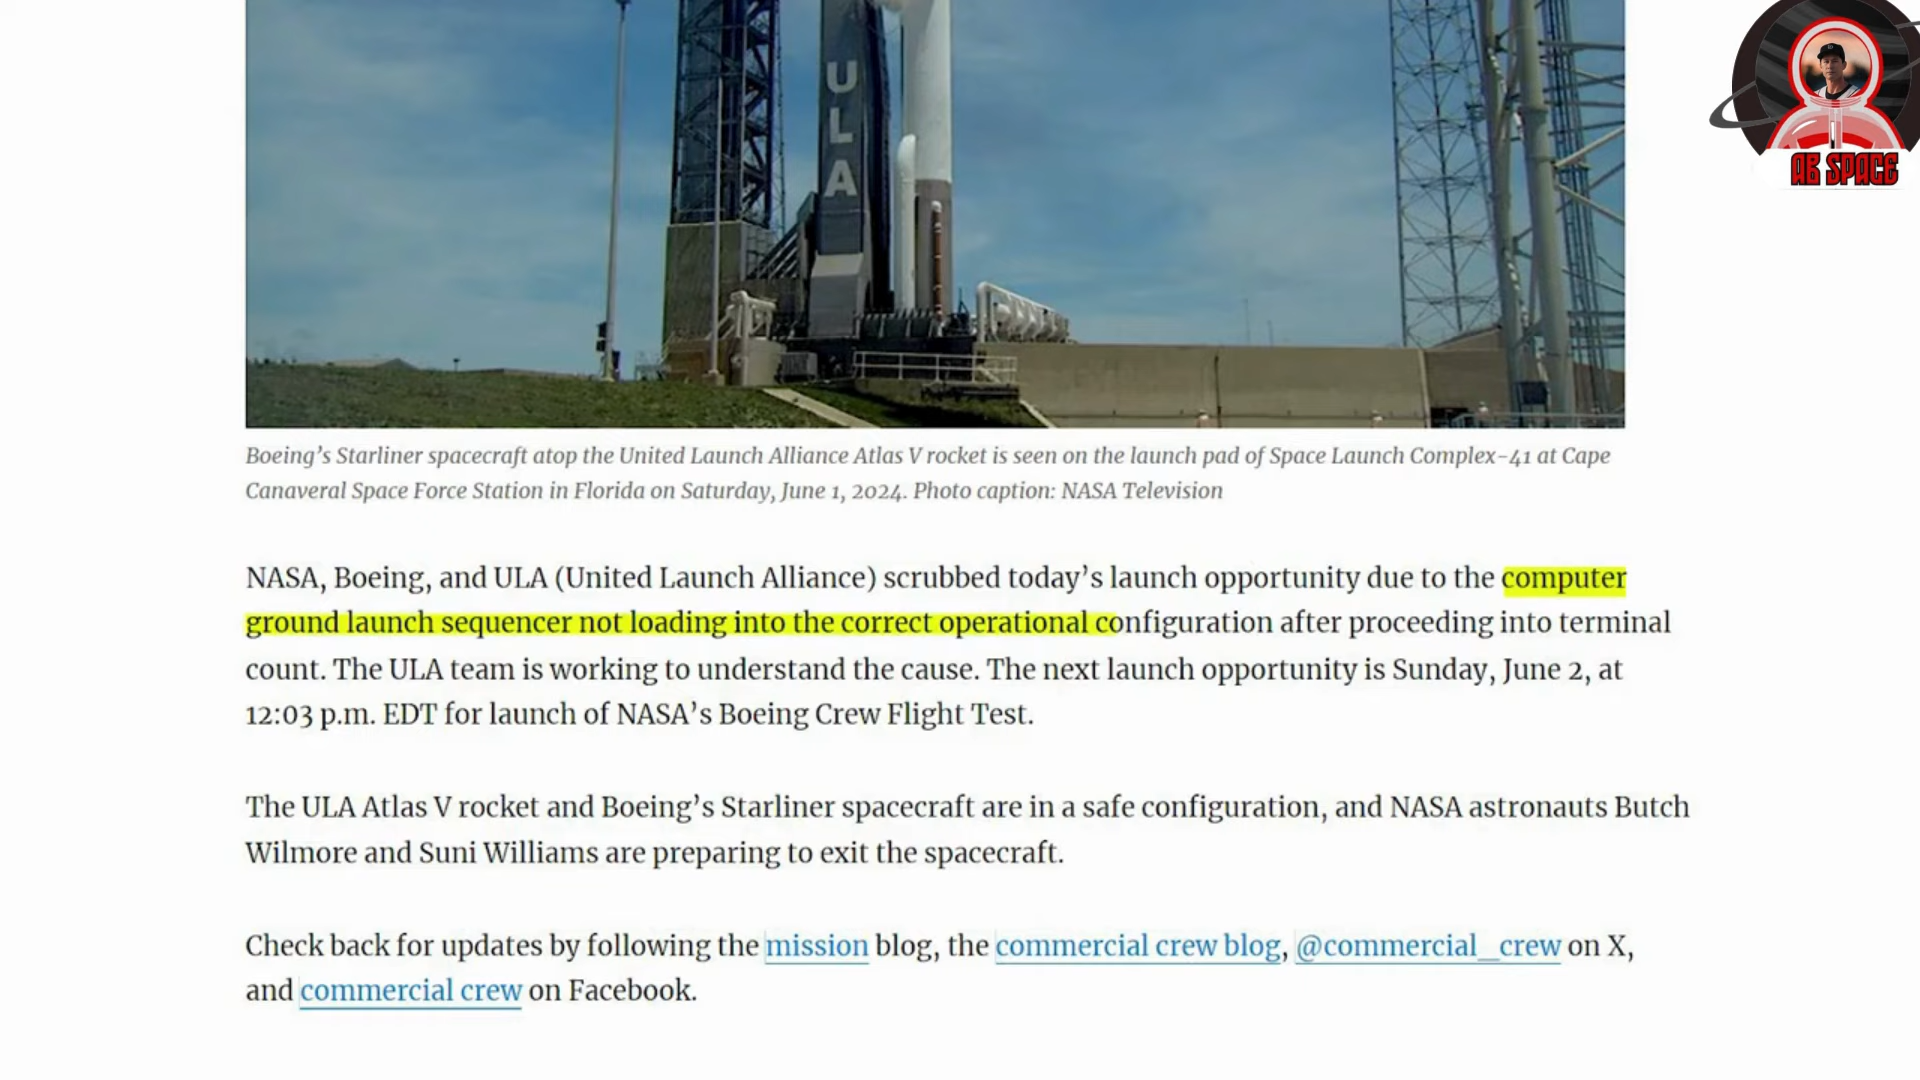 ULA
AB SPACE
Boeing’s Starliner spacecraft atop the United Launch Alliance Atlas V rocket is seen on the launch pad of Space Launch Complex-41 at Cape
Canaveral Space Force Station in Florida on Saturday, June 1, 2024. Photo caption: NASA Television
NASA, Boeing, and ULA (United Launch Alliance) scrubbed today’s launch opportunity due to the computer
ground launch sequencer not loading into the correct operational configuration after proceeding into terminal
count. The ULA team is working to understand the cause. The next launch opportunity is Sunday, June 2, at
12:03 p.m. EDT for launch of NASA’s Boeing Crew Flight Test.
The ULA Atlas V rocket and Boeing’s Starliner spacecraft are in a safe configuration, and NASA astronauts Butch
Wilmore and Suni Williams are preparing to exit the spacecraft.
Check back for updates by following the mission blog, the commercial crew blog, @commercial_crew on X,
and commercial crew on Facebook.